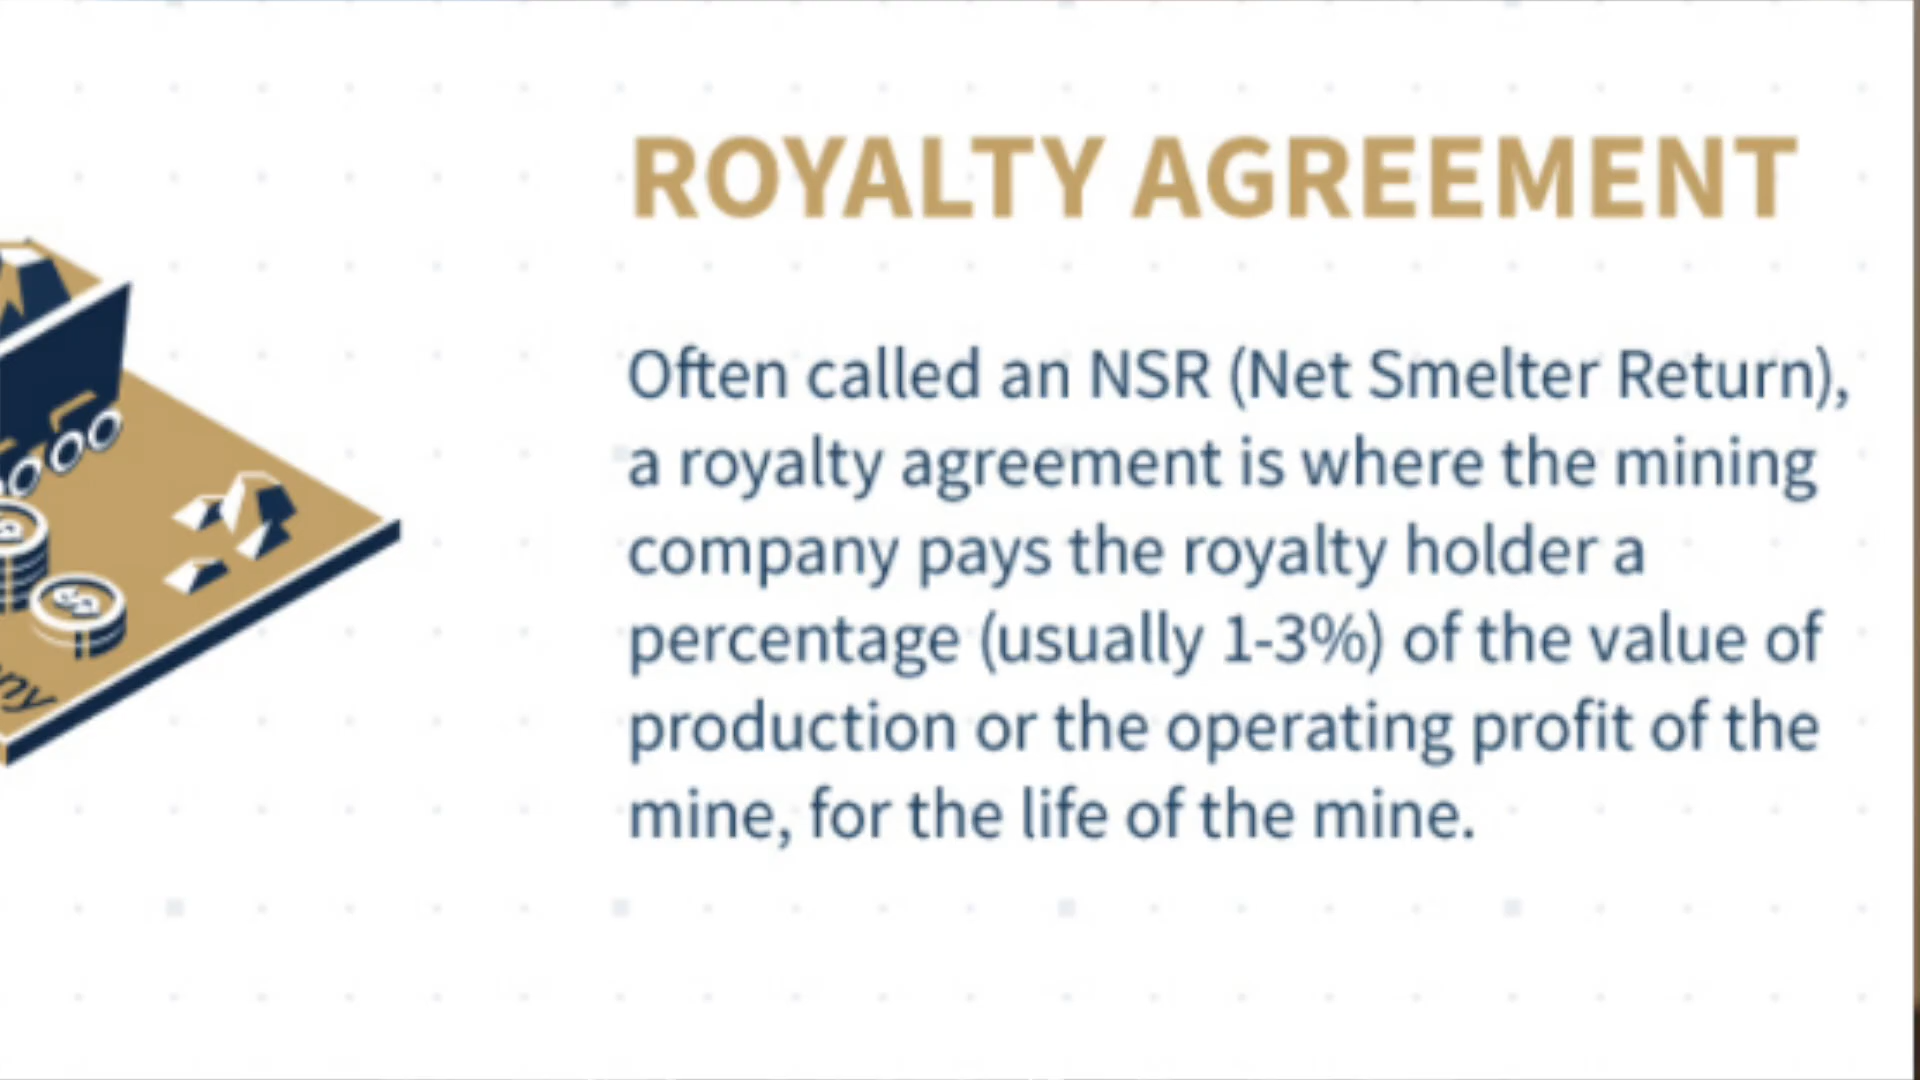 ROYALTY AGREEMENT
Often called an NSR (Net Smelter Return),
a royalty agreement is where the mining
company pays the royalty holder a
percentage (usually 1-3%) of the value of
production or the operating profit of the
mine, for the life of the mine.